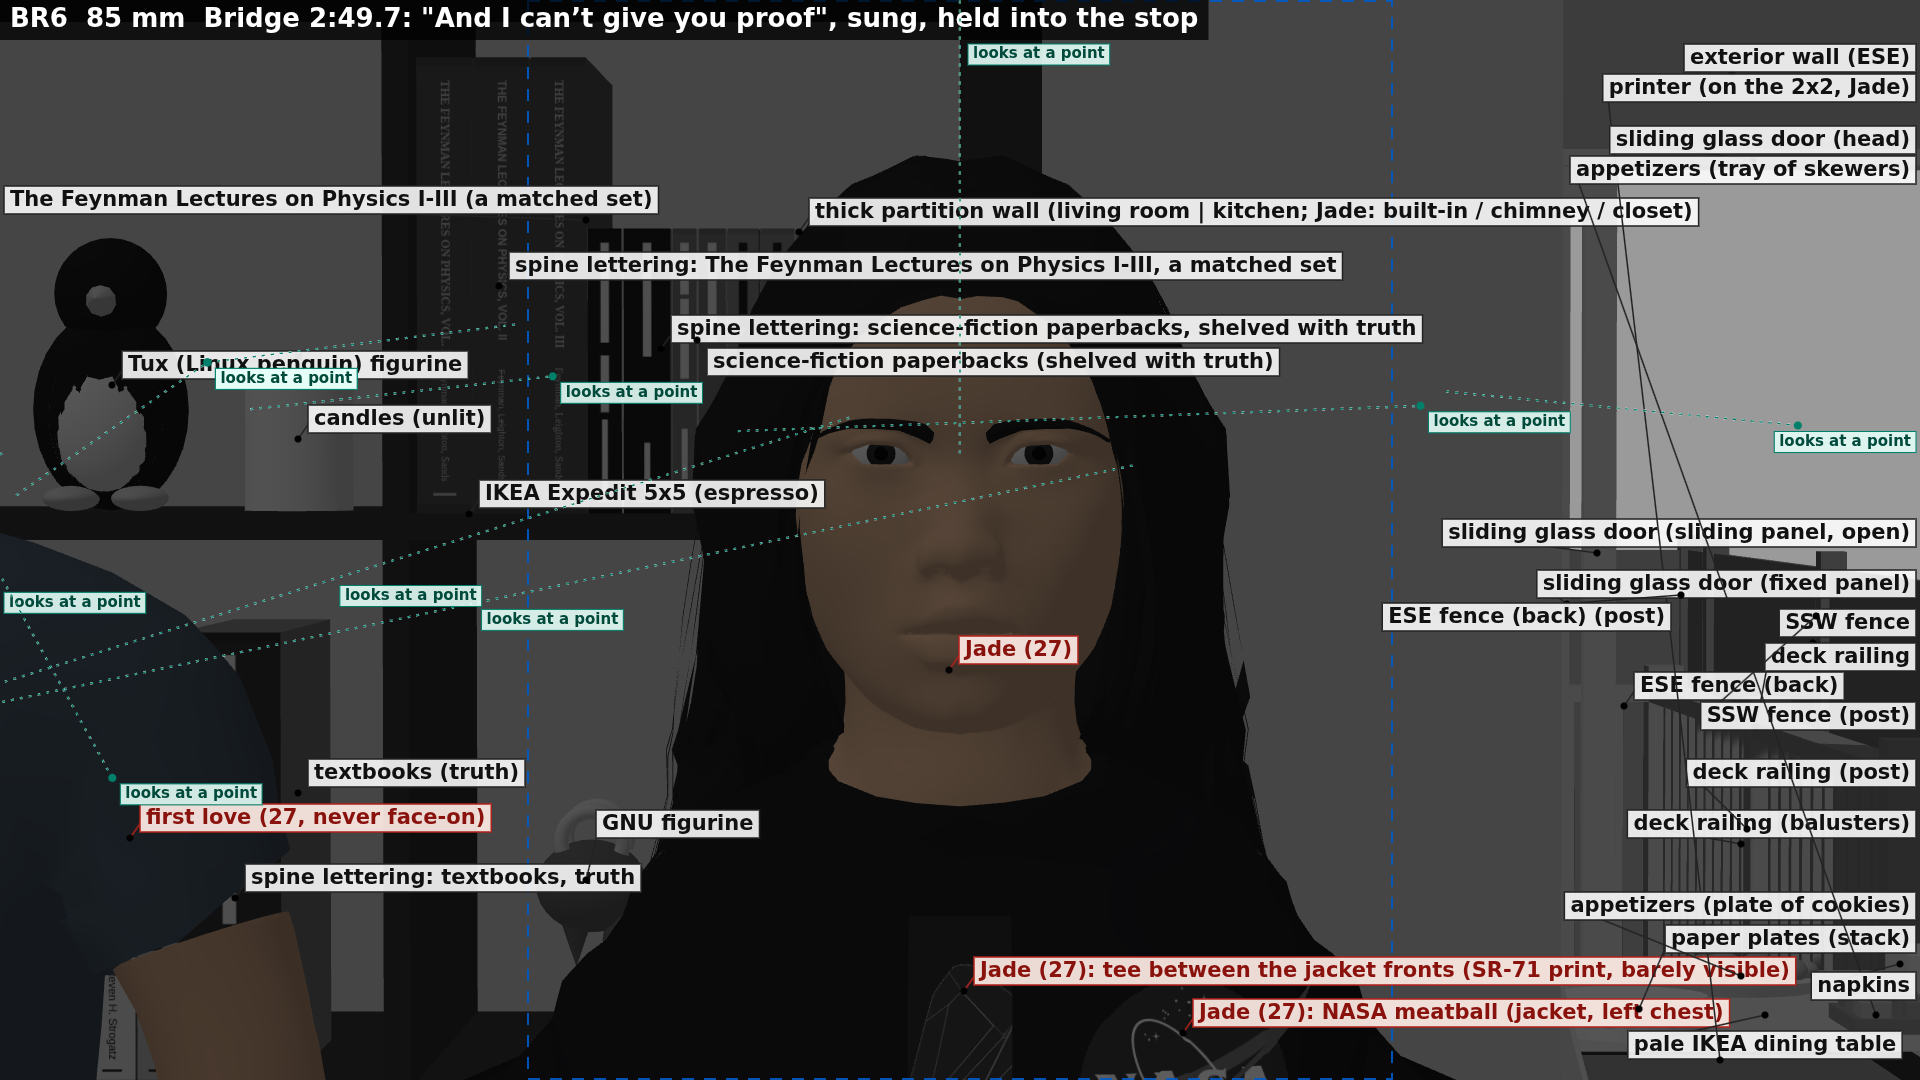 BR6 85 mm Bridge 2:49.7: "And I can’t give you proof", sung, held into the stop
looks at a point
exterior wall (ESE)
printer (on the 2x2, Jade)
sliding glass door (head)
appetizers (tray of skewers)
The Feynman Lectures on Physics I-III (a matched set)
thick partition wall (living room | kitchen; Jade: built-in / chimney / closet)
spine lettering: The Feynman Lectures on Physics I-III, a matched set
spine lettering: science-fiction paperbacks, shelved with truth
science-fiction paperbacks (shelved with truth)
Tux (Linux penguin) figurine
looks at a point
looks at a point
candles (unlit)
looks at a point
looks at a point
IKEA Expedit 5x5 (espresso)
sliding glass door (sliding panel, open)
sliding glass door (fixed panel)
looks at a point
looks at a point
looks at a point
ESE fence (back) (post)
SSW fence
Jade (27)
deck railing
ESE fence (back)
SSW fence (post)
textbooks (truth)
deck railing (post)
looks at a point
first love (27, never face-on)
GNU figurine
deck railing (balusters)
spine lettering: textbooks, truth
appetizers (plate of cookies)
paper plates (stack)
Jade (27): tee between the jacket fronts (SR-71 print, barely visible)
napkins
Jade (27): NASA meatball (jacket, left chest)
pale IKEA dining table
even H. Strogatz
NASA